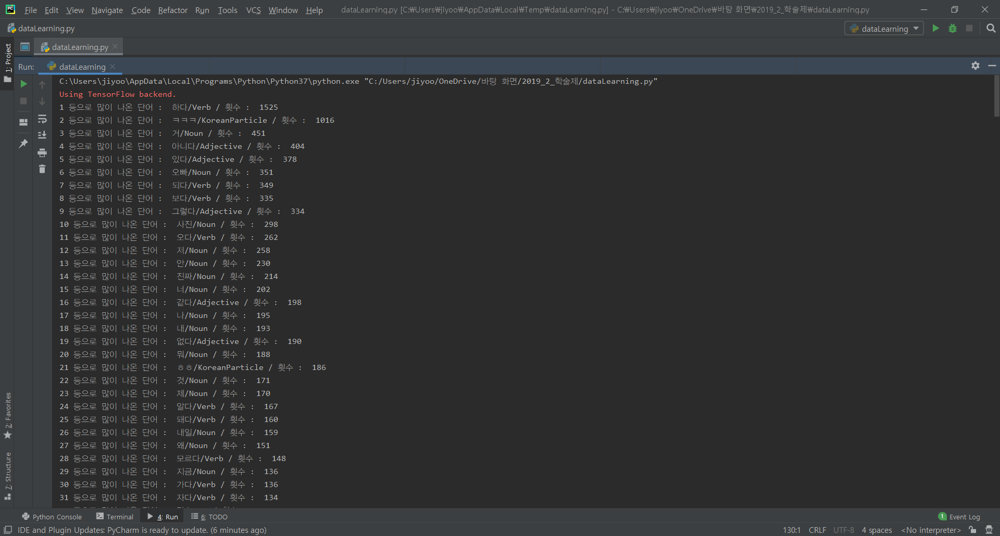 File Edit View Navigate Code Refactor Run Tools VCS Window Help dataLearning.py [C:₩Users₩jiyoo₩AppData₩Local₩Temp₩dataLearning.py] - C:₩Users₩jiyoo₩OneDrive₩바탕 화면₩2019_2_학술제₩dataLearning.py
dataLearning.py dataLearning
dataLearning.py
1: Project
Run: dataLearning
C:\Users\jiyoo\AppData\Local\Programs\Python\Python37\python.exe "C:/Users/jiyoo/OneDrive/바탕 화면/2019_2_학술제/dataLearning.py"
Using TensorFlow backend.
1 등으로 많이 나온 단어 : 하다/Verb / 횟수 : 1525
2 등으로 많이 나온 단어 : ㅋㅋㅋ/KoreanParticle / 횟수 : 1016
3 등으로 많이 나온 단어 : 거/Noun / 횟수 : 451
4 등으로 많이 나온 단어 : 아니다/Adjective / 횟수 : 404
5 등으로 많이 나온 단어 : 있다/Adjective / 횟수 : 378
6 등으로 많이 나온 단어 : 오빠/Noun / 횟수 : 351
7 등으로 많이 나온 단어 : 되다/Verb / 횟수 : 349
8 등으로 많이 나온 단어 : 보다/Verb / 횟수 : 335
9 등으로 많이 나온 단어 : 그렇다/Adjective / 횟수 : 334
10 등으로 많이 나온 단어 : 사진/Noun / 횟수 : 298
11 등으로 많이 나온 단어 : 오다/Verb / 횟수 : 262
12 등으로 많이 나온 단어 : 저/Noun / 횟수 : 258
13 등으로 많이 나온 단어 : 안/Noun / 횟수 : 230
14 등으로 많이 나온 단어 : 진짜/Noun / 횟수 : 214
15 등으로 많이 나온 단어 : 너/Noun / 횟수 : 202
16 등으로 많이 나온 단어 : 같다/Adjective / 횟수 : 198
17 등으로 많이 나온 단어 : 나/Noun / 횟수 : 195
18 등으로 많이 나온 단어 : 내/Noun / 횟수 : 193
19 등으로 많이 나온 단어 : 없다/Adjective / 횟수 : 190
20 등으로 많이 나온 단어 : 뭐/Noun / 횟수 : 188
21 등으로 많이 나온 단어 : ㅎㅎ/KoreanParticle / 횟수 : 186
22 등으로 많이 나온 단어 : 것/Noun / 횟수 : 171
23 등으로 많이 나온 단어 : 제/Noun / 횟수 : 170
24 등으로 많이 나온 단어 : 알다/Verb / 횟수 : 167
25 등으로 많이 나온 단어 : 돼다/Verb / 횟수 : 160
26 등으로 많이 나온 단어 : 내일/Noun / 횟수 : 159
27 등으로 많이 나온 단어 : 왜/Noun / 횟수 : 151
28 등으로 많이 나온 단어 : 모르다/Verb / 횟수 : 148
29 등으로 많이 나온 단어 : 지금/Noun / 횟수 : 136
30 등으로 많이 나온 단어 : 가다/Verb / 횟수 : 136
31 등으로 많이 나온 단어 : 자다/Verb / 횟수 : 134
2: Favorites
7: Structure
Python Console Terminal 4: Run 6: TODO 1 Event Log
IDE and Plugin Updates: PyCharm is ready to update. (6 minutes ago) 130:1 CRLF UTF-8 4 spaces <No interpreter>